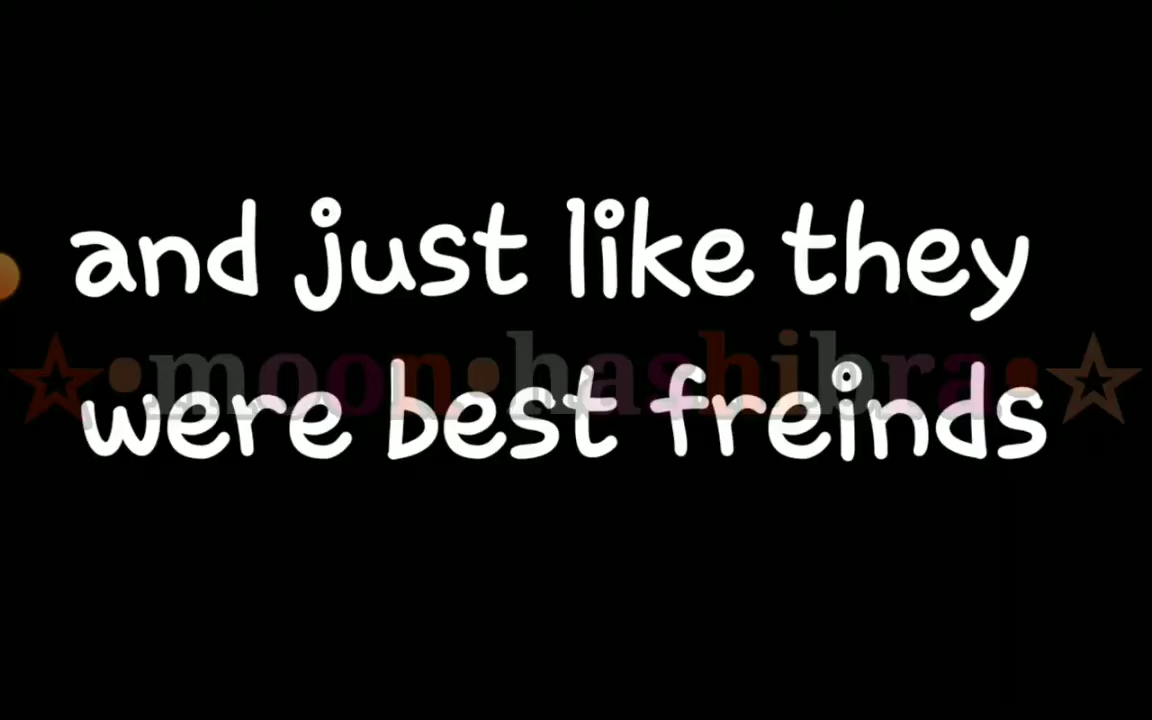 and just like they
☆•moon•hashibra•☆
were best freinds